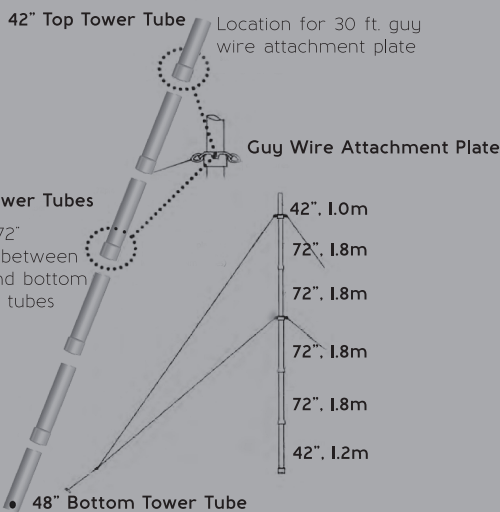 42” Top Tower Tube
Location for 30 ft. guy
wire attachment plate
Guy Wire Attachment Plate
Tubes
72”
between
bottom
tubes
42”, 1.0m
72”, 1.8m
72”, 1.8m
72”, 1.8m
72”, 1.8m
42”, 1.2m
48” Bottom Tower Tube